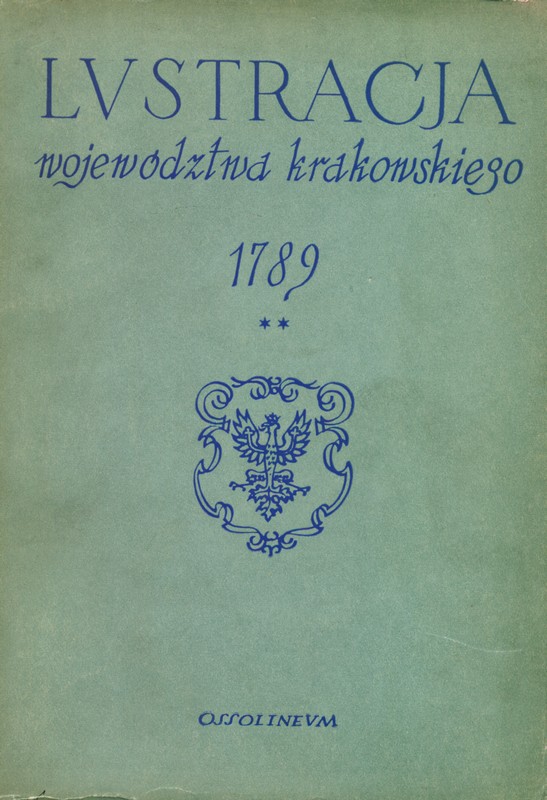 LVSTRACJA
województwa krakowskiego
1789
**
OSSOLINEVM